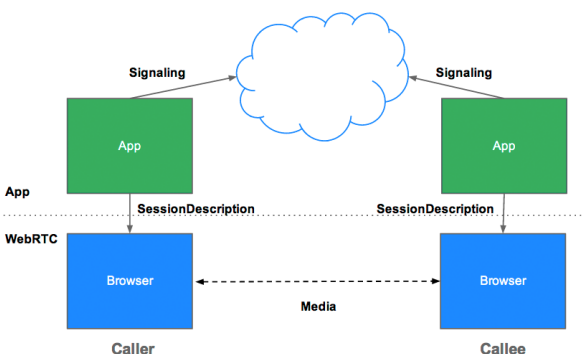 Signaling
Signaling
App
App
App
SessionDescription
SessionDescription
WebRTC
Browser
Browser
Media
Caller
Callee